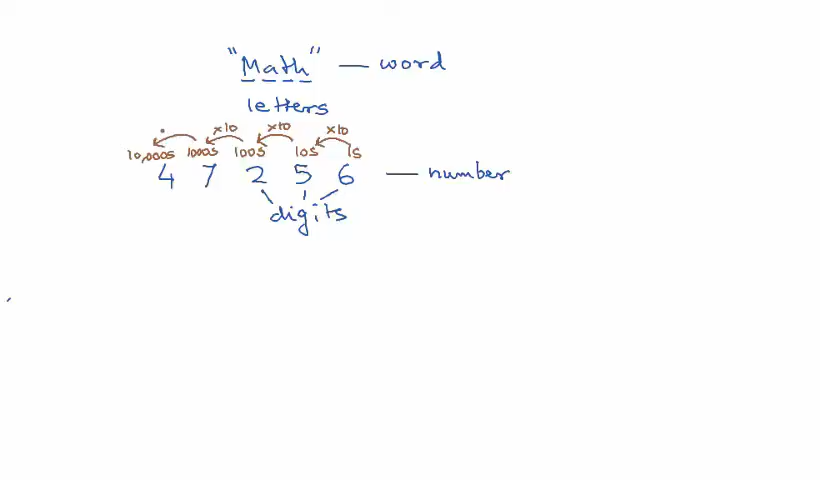 "Math" — word
letters
×10 ×10 ×10
10,000s 1000s 100s 10s 1s
4 7 2 5 6 — number
digits